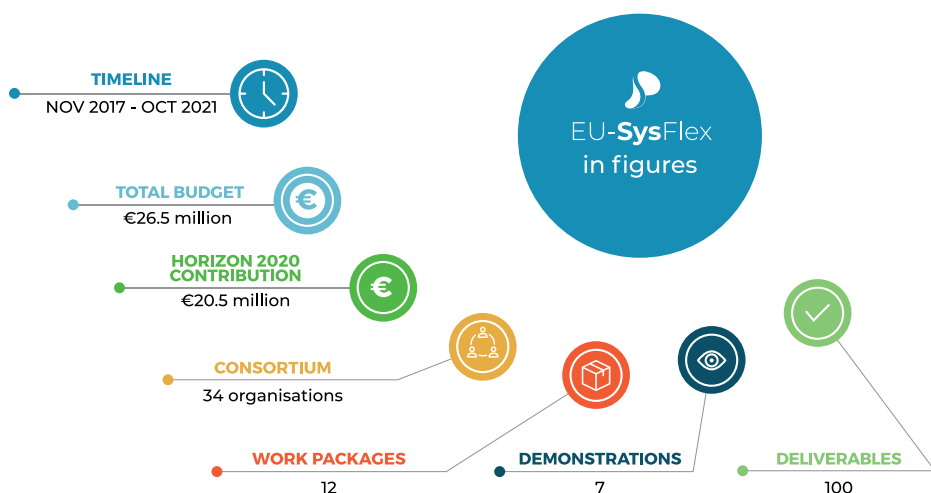 EU-SysFlex
in figures
TIMELINE
NOV 2017 - OCT 2021
TOTAL BUDGET
€26.5 million
HORIZON 2020
CONTRIBUTION
€20.5 million
CONSORTIUM
34 organisations
WORK PACKAGES
12
DEMONSTRATIONS
7
DELIVERABLES
100